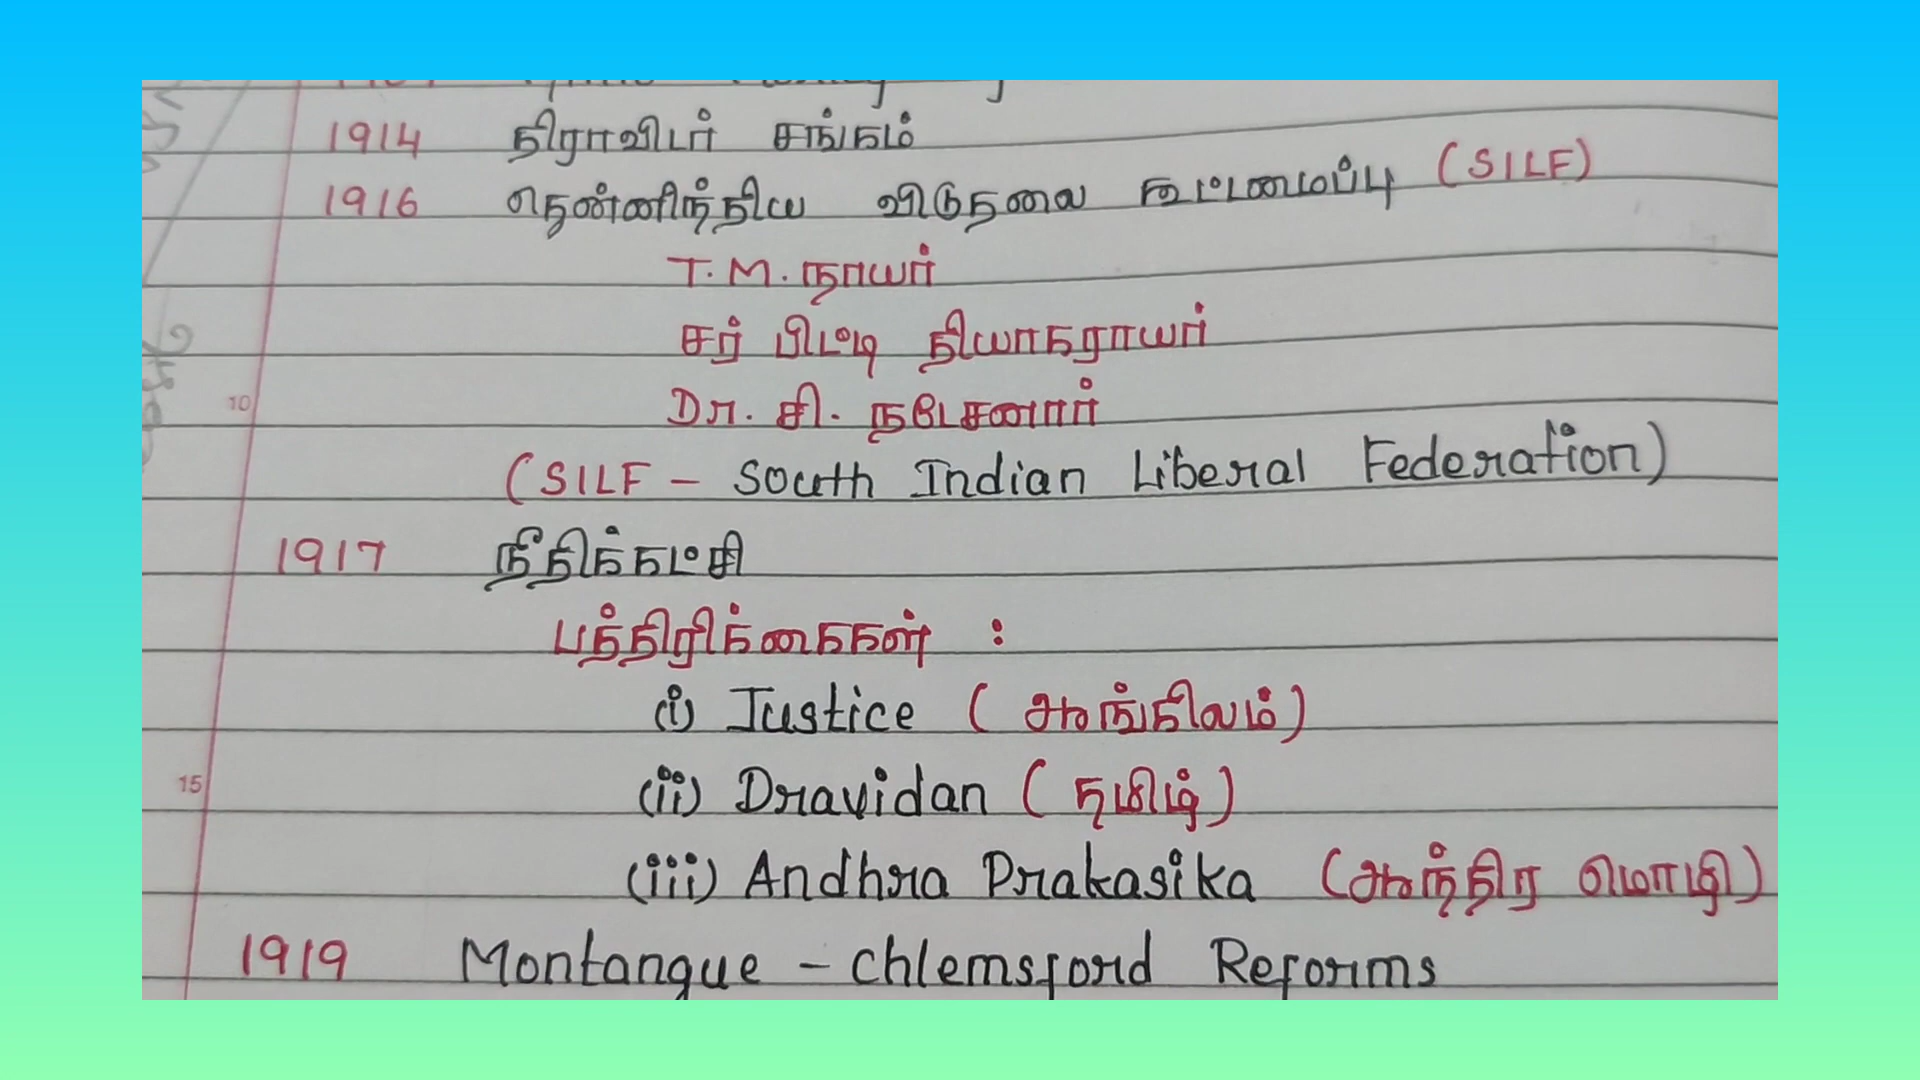 1914 திராவிடர் சங்கம்
1916 தென்னிந்திய விடுதலை கூட்டமைப்பு (SILF)
T. M. நாயர்
சர் பிட்டி தியாகராயர்
Dr. சி. நடேசனார்
10
(SILF - South Indian Liberal Federation)
1917 நீதிக்கட்சி
பத்திரிக்கைகள் :
(i) Justice (ஆங்கிலம்)
15
(ii) Dravidan (தமிழ்)
(iii) Andhra Prakasika (ஆந்திர மொழி)
1919 Montangue - Chlemsford Reforms